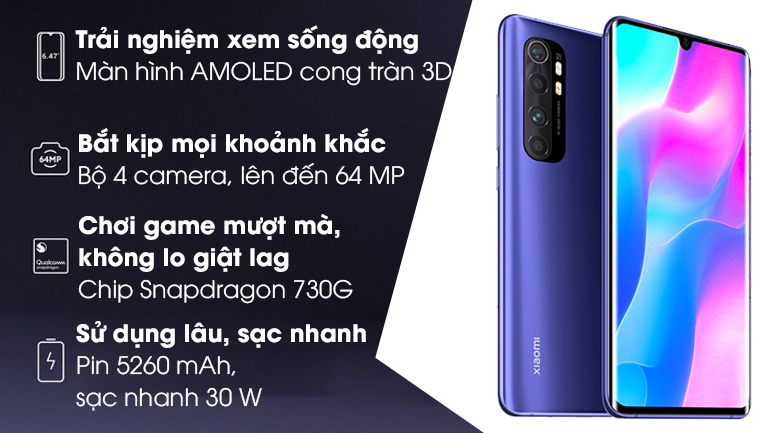 6.47"
Trải nghiệm xem sống động
Màn hình AMOLED cong tràn 3D
64MP
Bắt kịp mọi khoảnh khắc
Bộ 4 camera, lên đến 64 MP
Chơi game mượt mà,
không lo giật lag
Qualcomm
snapdragon
Chip Snapdragon 730G
Sử dụng lâu, sạc nhanh
Pin 5260 mAh,
sạc nhanh 30 W
xiaomi